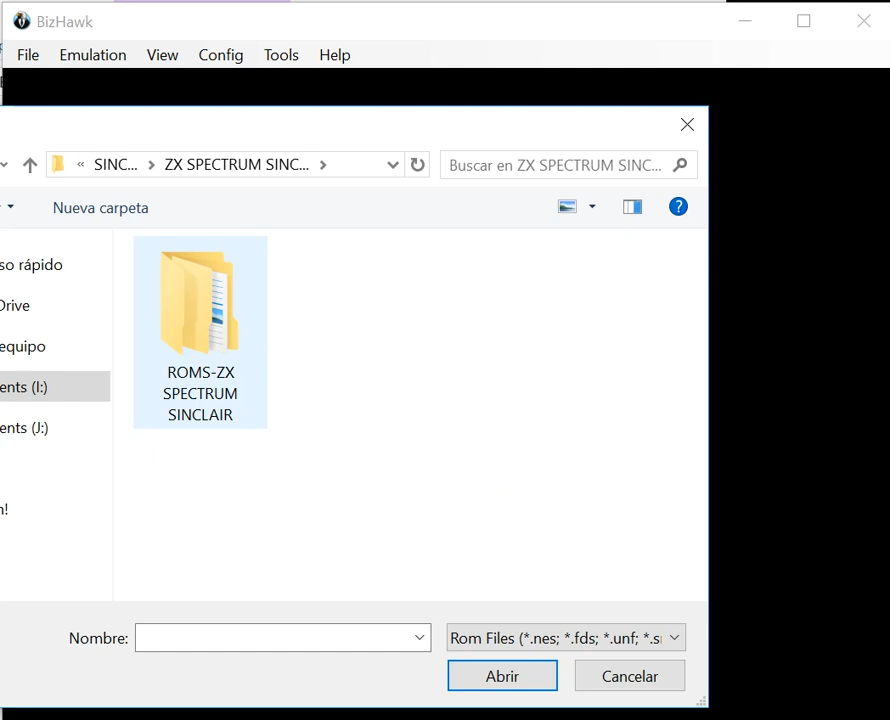 BizHawk
File Emulation View Config Tools Help
« SINC... > ZX SPECTRUM SINC... >
Buscar en ZX SPECTRUM SINC...
Nueva carpeta
?
so rápido
Drive
equipo
ents (I:)
ents (J:)
n!
ROMS-ZX
SPECTRUM
SINCLAIR
Nombre:
Rom Files (*.nes; *.fds; *.unf; *.s
Abrir
Cancelar